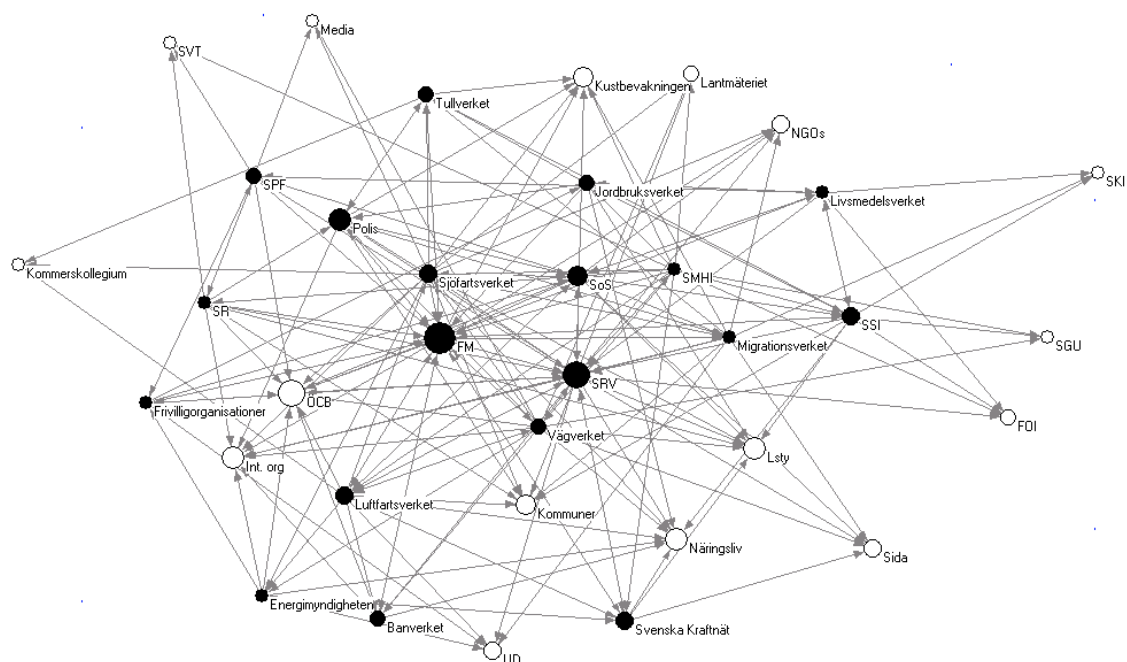 Media
SVT
Kustbevakningen
Lantmäteriet
Tullverket
NGOs
SPF
Jordbruksverket
Livsmedelsverket
SKI
Polis
Kommerskollegium
Sjöfartsverket
SoS
SMHI
SR
SSI
FM
Migrationsverket
SGU
SRV
Frivilligorganisationer
ÖCB
FOI
Vägverket
Int. org
Lsty
Luftfartsverket
Kommuner
Näringsliv
Sida
Energimyndigheten
Banverket
Svenska Kraftnät
UD